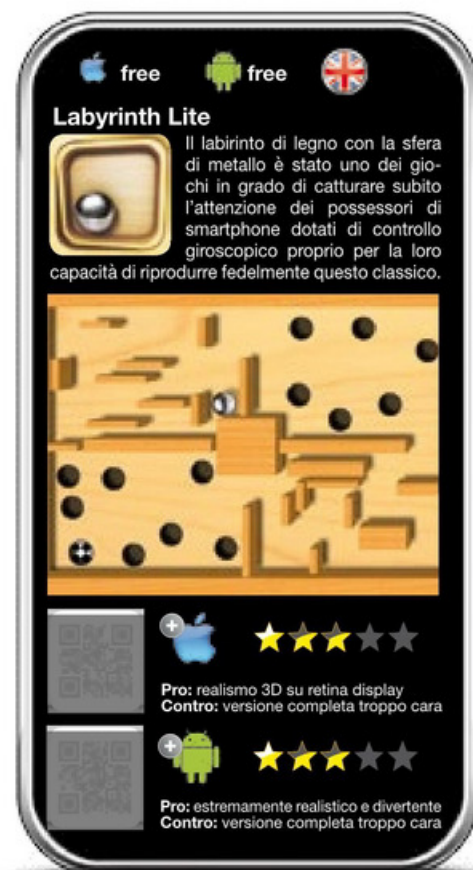 free free
Labyrinth Lite
Il labirinto di legno con la sfera
di metallo è stato uno dei gio-
chi in grado di catturare subito
l'attenzione dei possessori di
smartphone dotati di controllo
giroscopico proprio per la loro
capacità di riprodurre fedelmente questo classico.
Pro: realismo 3D su retina display
Contro: versione completa troppo cara
Pro: estremamente realistico e divertente
Contro: versione completa troppo cara